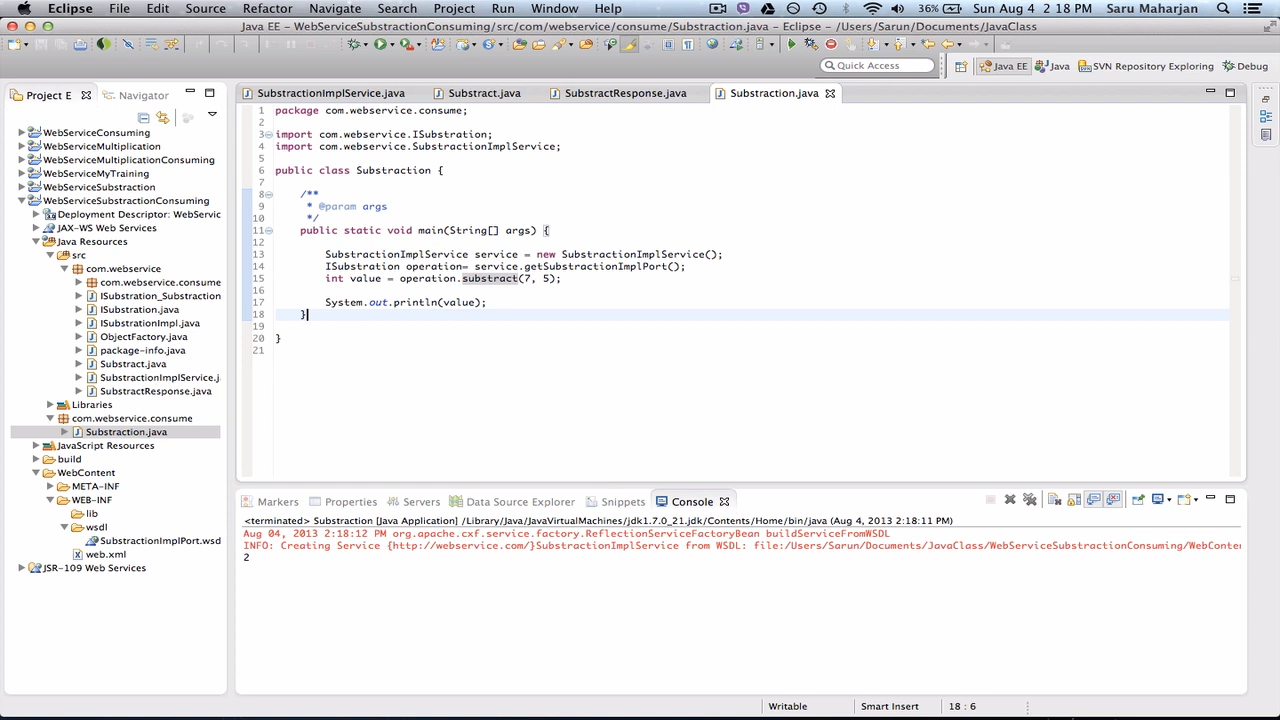 Eclipse File Edit Source Refactor Navigate Search Project Run Window Help 36% Sun Aug 4 2:18 PM Saru Maharjan
Java EE – WebServiceSubstractionConsuming/src/com/webservice/consume/Substraction.java – Eclipse – /Users/Sarun/Documents/JavaClass
Quick Access Java EE Java SVN Repository Exploring Debug
Project E Navigator
WebServiceConsuming
WebServiceMultiplication
WebServiceMultiplicationConsuming
WebServiceMyTraining
WebServiceSubstraction
WebServiceSubstractionConsuming
Deployment Descriptor: WebServic
JAX-WS Web Services
Java Resources
src
com.webservice
com.webservice.consume
ISubstration_Substraction
ISubstration.java
ISubstrationImpl.java
ObjectFactory.java
package-info.java
Substract.java
SubstractionImplService.j
SubstractResponse.java
Libraries
com.webservice.consume
Substraction.java
JavaScript Resources
build
WebContent
META-INF
WEB-INF
lib
wsdl
SubstractionImplPort.wsd
web.xml
JSR-109 Web Services
SubstractionImplService.java Substract.java SubstractResponse.java Substraction.java
1 package com.webservice.consume;
2
3 import com.webservice.ISubstration;
4 import com.webservice.SubstractionImplService;
5
6 public class Substraction {
7
8 /**
9 * @param args
10 */
11 public static void main(String[] args) {
12
13 SubstractionImplService service = new SubstractionImplService();
14 ISubstration operation= service.getSubstractionImplPort();
15 int value = operation.substract(7, 5);
16
17 System.out.println(value);
18 }
19
20 }
21
Markers Properties Servers Data Source Explorer Snippets Console
<terminated> Substraction [Java Application] /Library/Java/JavaVirtualMachines/jdk1.7.0_21.jdk/Contents/Home/bin/java (Aug 4, 2013 2:18:11 PM)
Aug 04, 2013 2:18:12 PM org.apache.cxf.service.factory.ReflectionServiceFactoryBean buildServiceFromWSDL
INFO: Creating Service {http://webservice.com/}SubstractionImplService from WSDL: file:/Users/Sarun/Documents/JavaClass/WebServiceSubstractionConsuming/WebConten
2
Writable Smart Insert 18 : 6